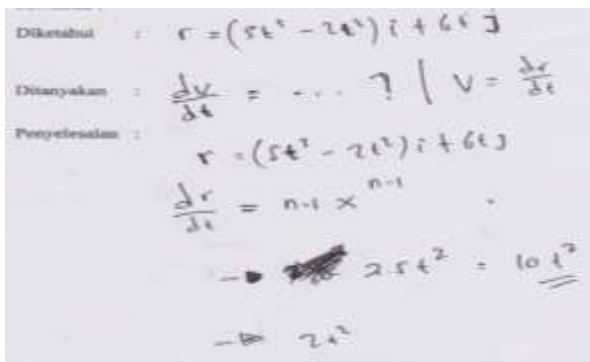 Diketahui : r = (5t³ - 2t²) i + 6t j
Ditanyakan : dv/dt = .... ? | v = dr/dt
Penyelesaian :
r = (5t³ - 2t²) i + 6t j
dr/dt = n-1 x^(n-1)
→ 25t² = 10t²
→ 2t²